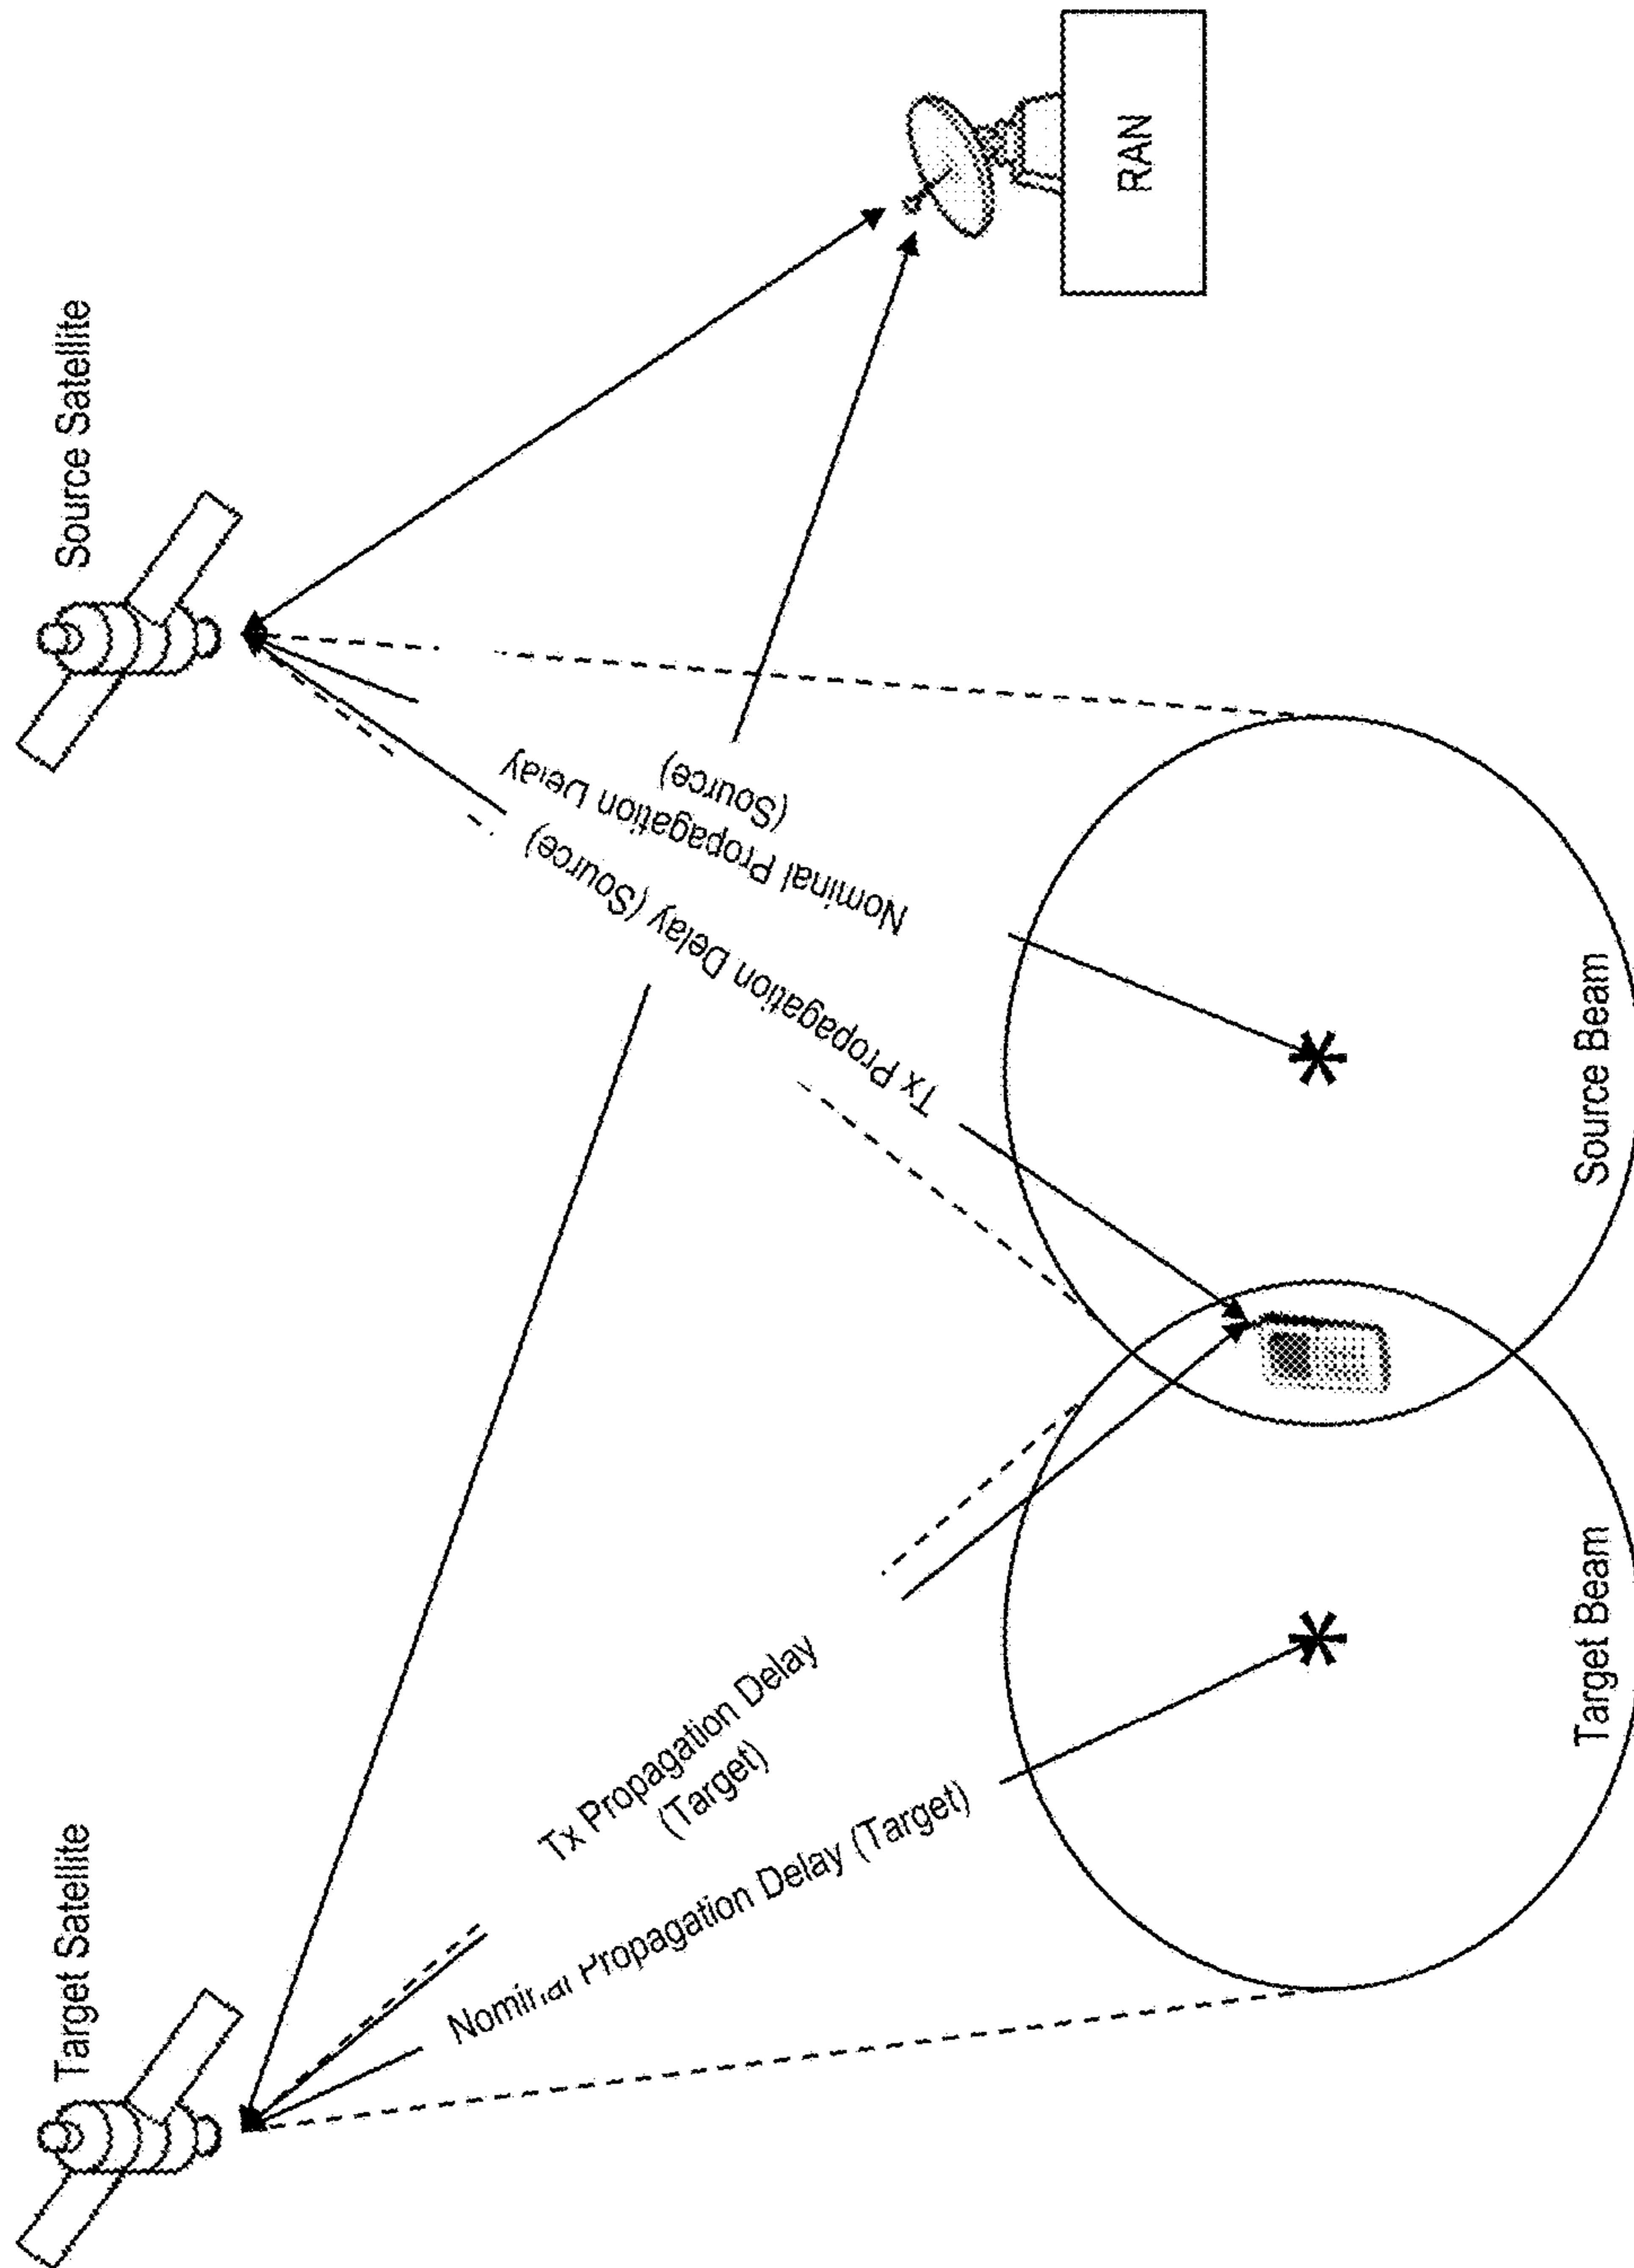 Target Satellite
Source Satellite
Tx Propagation Delay
(Target)
Nominal Propagation Delay (Target)
Tx Propagation Delay (Source)
Nominal Propagation Delay
(Source)
RAN
Target Beam
Source Beam